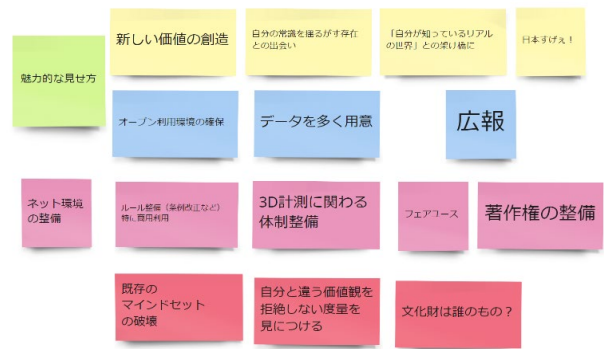 魅力的な見せ方
新しい価値の創造
自分の常識を揺るがす存在
との出会い
「自分が知っているリアル
の世界」との架け橋に
日本すげぇ！
オープン利用環境の確保
データを多く用意
広報
ネット環境
の整備
ルール整備（条例改正など）
特に商用利用
3D計測に関わる
体制整備
フェアユース
著作権の整備
既存の
マインドセット
の破壊
自分と違う価値観を
拒絶しない度量を
見につける
文化財は誰のもの？